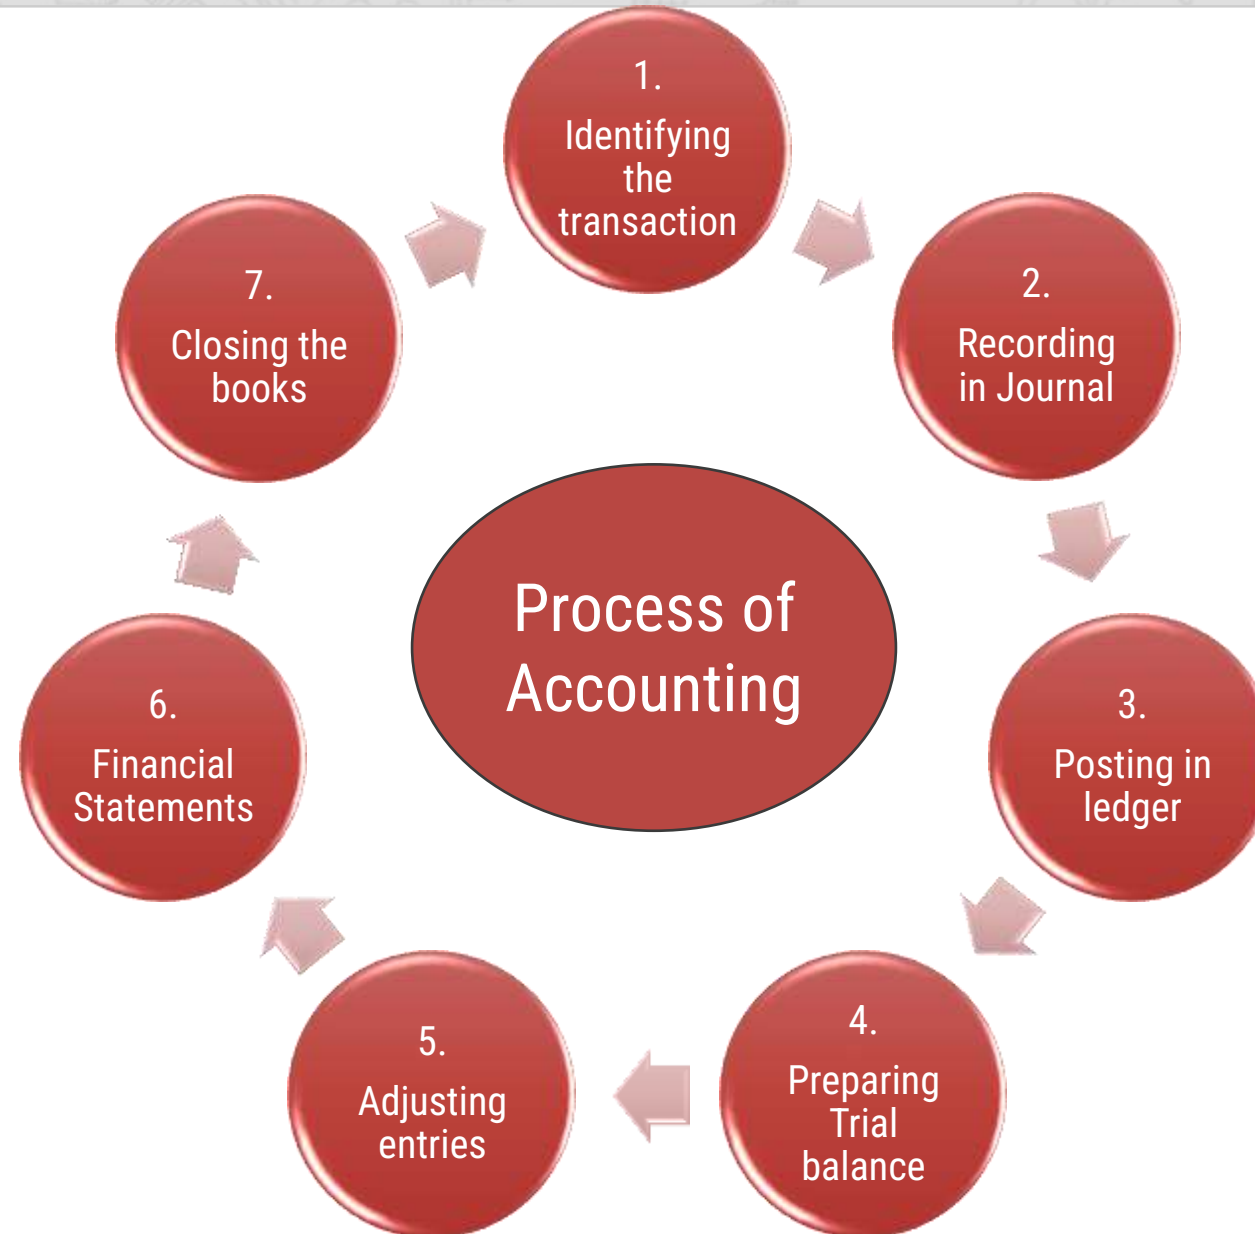 1.
Identifying
the
transaction
2.
Recording
in Journal
3.
Posting in
ledger
4.
Preparing
Trial
balance
5.
Adjusting
entries
6.
Financial
Statements
7.
Closing the
books
Process of
Accounting